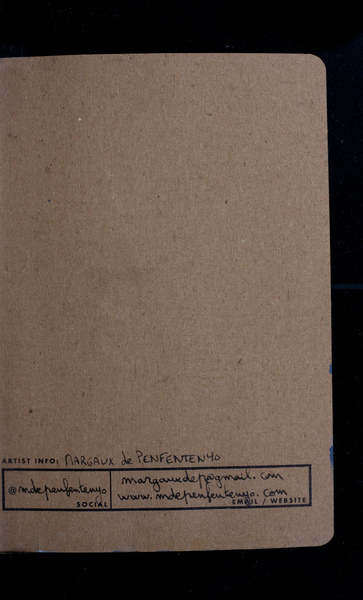 ARTIST INFO: MARGAUX de PENFENTENYO
@mdepenfentenyo
SOCIAL
margauxdep@gmail.com
www.mdepenfentenyo.com
EMAIL / WEBSITE